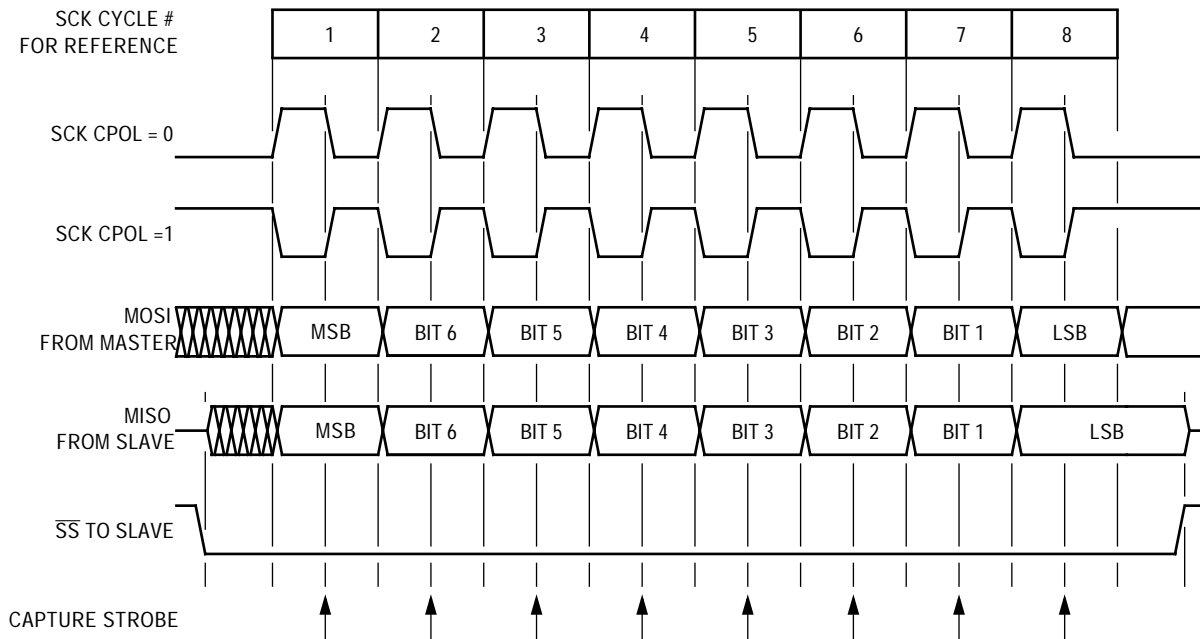 SCK CYCLE #
FOR REFERENCE
1 2 3 4 5 6 7 8
SCK CPOL = 0
SCK CPOL =1
MOSI
FROM MASTER
MSB BIT 6 BIT 5 BIT 4 BIT 3 BIT 2 BIT 1 LSB
MISO
FROM SLAVE
MSB BIT 6 BIT 5 BIT 4 BIT 3 BIT 2 BIT 1 LSB
SS TO SLAVE
CAPTURE STROBE